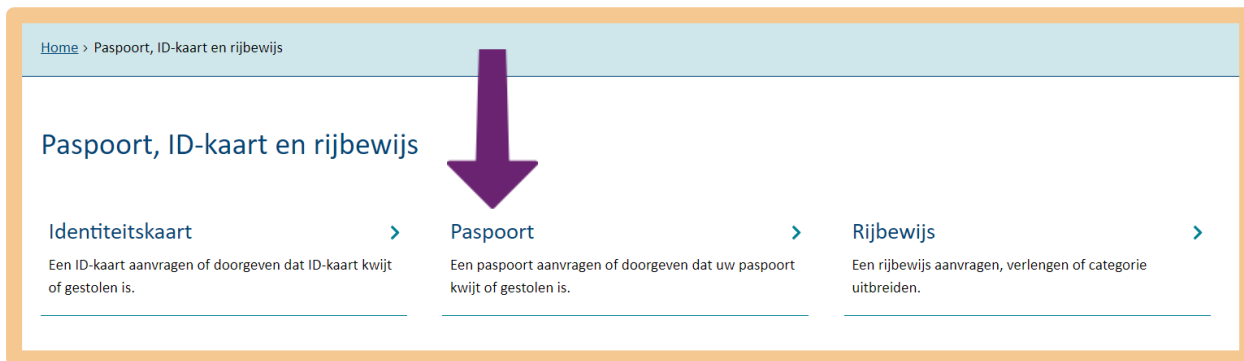 Home > Paspoort, ID-kaart en rijbewijs
Paspoort, ID-kaart en rijbewijs
Identiteitskaart
Een ID-kaart aanvragen of doorgeven dat ID-kaart kwijt
of gestolen is.
Paspoort
Een paspoort aanvragen of doorgeven dat uw paspoort
kwijt of gestolen is.
Rijbewijs
Een rijbewijs aanvragen, verlengen of categorie
uitbreiden.